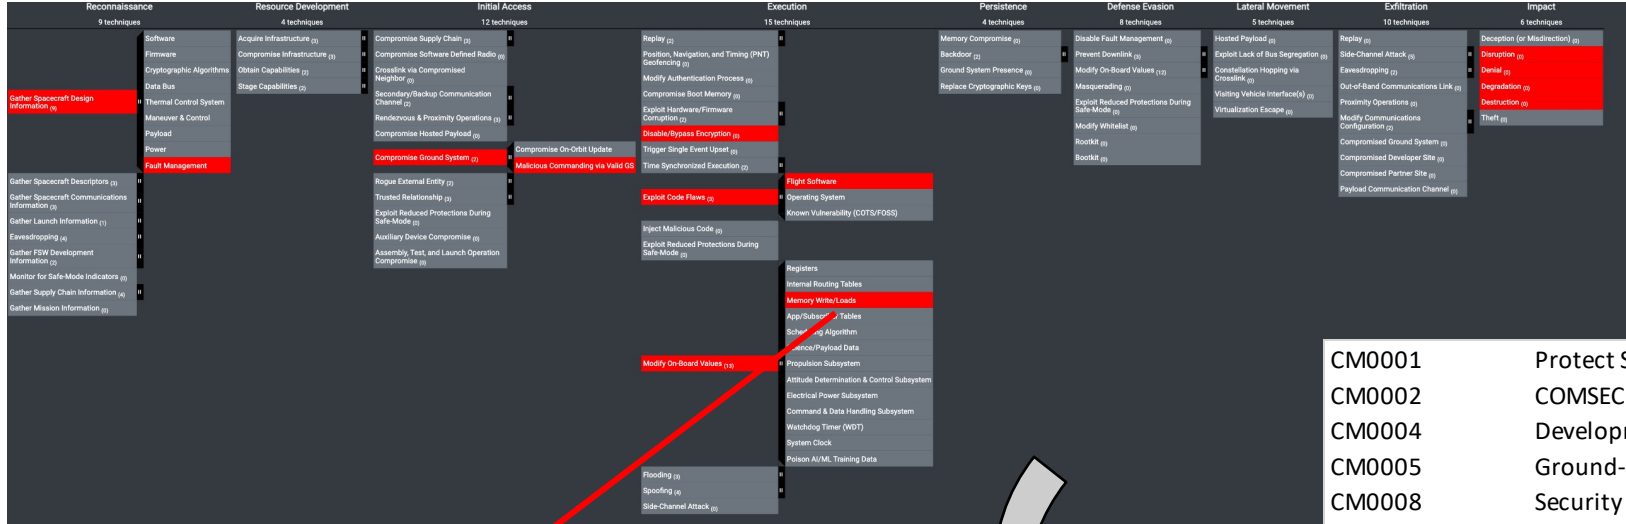 Reconnaissance
9 techniques
Gather Spacecraft Design
Information (9)
Software
Firmware
Cryptographic Algorithms
Data Bus
Thermal Control System
Maneuver & Control
Payload
Power
Fault Management
Gather Spacecraft Descriptors (3)
Gather Spacecraft Communications
Information (3)
Gather Launch Information (1)
Eavesdropping (4)
Gather FSW Development
Information (2)
Monitor for Safe-Mode Indicators (0)
Gather Supply Chain Information (4)
Gather Mission Information (0)
Resource Development
4 techniques
Acquire Infrastructure (3)
Compromise Infrastructure (3)
Obtain Capabilities (2)
Stage Capabilities (2)
Initial Access
12 techniques
Compromise Supply Chain (3)
Compromise Software Defined Radio (0)
Crosslink via Compromised
Neighbor (0)
Secondary/Backup Communication
Channel (2)
Rendezvous & Proximity Operations (3)
Compromise Hosted Payload (0)
Compromise Ground System (2)
Compromise On-Orbit Update
Malicious Commanding via Valid GS
Rogue External Entity (2)
Trusted Relationship (3)
Exploit Reduced Protections During
Safe-Mode (0)
Auxiliary Device Compromise (0)
Assembly, Test, and Launch Operation
Compromise (0)
Execution
15 techniques
Replay (2)
Position, Navigation, and Timing (PNT)
Geofencing (0)
Modify Authentication Process (0)
Compromise Boot Memory (0)
Exploit Hardware/Firmware
Corruption (2)
Disable/Bypass Encryption (0)
Trigger Single Event Upset (0)
Time Synchronized Execution (2)
Exploit Code Flaws (3)
Flight Software
Operating System
Known Vulnerability (COTS/FOSS)
Inject Malicious Code (0)
Exploit Reduced Protections During
Safe-Mode (0)
Modify On-Board Values (13)
Registers
Internal Routing Tables
Memory Write/Loads
Tables
Algorithm
Payload Data
Propulsion Subsystem
Attitude Determination & Control Subsystem
Electrical Power Subsystem
Command & Data Handling Subsystem
Watchdog Timer (WDT)
System Clock
Poison AI/ML Training Data
Flooding (3)
Spoofing (4)
Side-Channel Attack (0)
Persistence
4 techniques
Memory Compromise (0)
Backdoor (2)
Ground System Presence (0)
Replace Cryptographic Keys (0)
Defense Evasion
8 techniques
Disable Fault Management (0)
Prevent Downlink (3)
Modify On-Board Values (12)
Masquerading (0)
Exploit Reduced Protections During
Safe-Mode (0)
Modify Whitelist (0)
Rootkit (0)
Bootkit (0)
Lateral Movement
5 techniques
Hosted Payload (0)
Exploit Lack of Bus Segregation (0)
Constellation Hopping via
Crosslink (0)
Visiting Vehicle Interface(s) (0)
Virtualization Escape (0)
Exfiltration
10 techniques
Replay (0)
Side-Channel Attack (5)
Eavesdropping (2)
Out-of-Band Communications Link (0)
Proximity Operations (0)
Modify Communications
Configuration (2)
Compromised Ground System (0)
Compromised Developer Site (0)
Compromised Partner Site (0)
Payload Communication Channel (0)
Impact
6 techniques
Deception (or Misdirection) (0)
Disruption (0)
Denial (0)
Degradation (0)
Destruction (0)
Theft (0)
CM0001 Protect
CM0002 COMSEC
CM0004
CM0005 Ground-
CM0008 Security